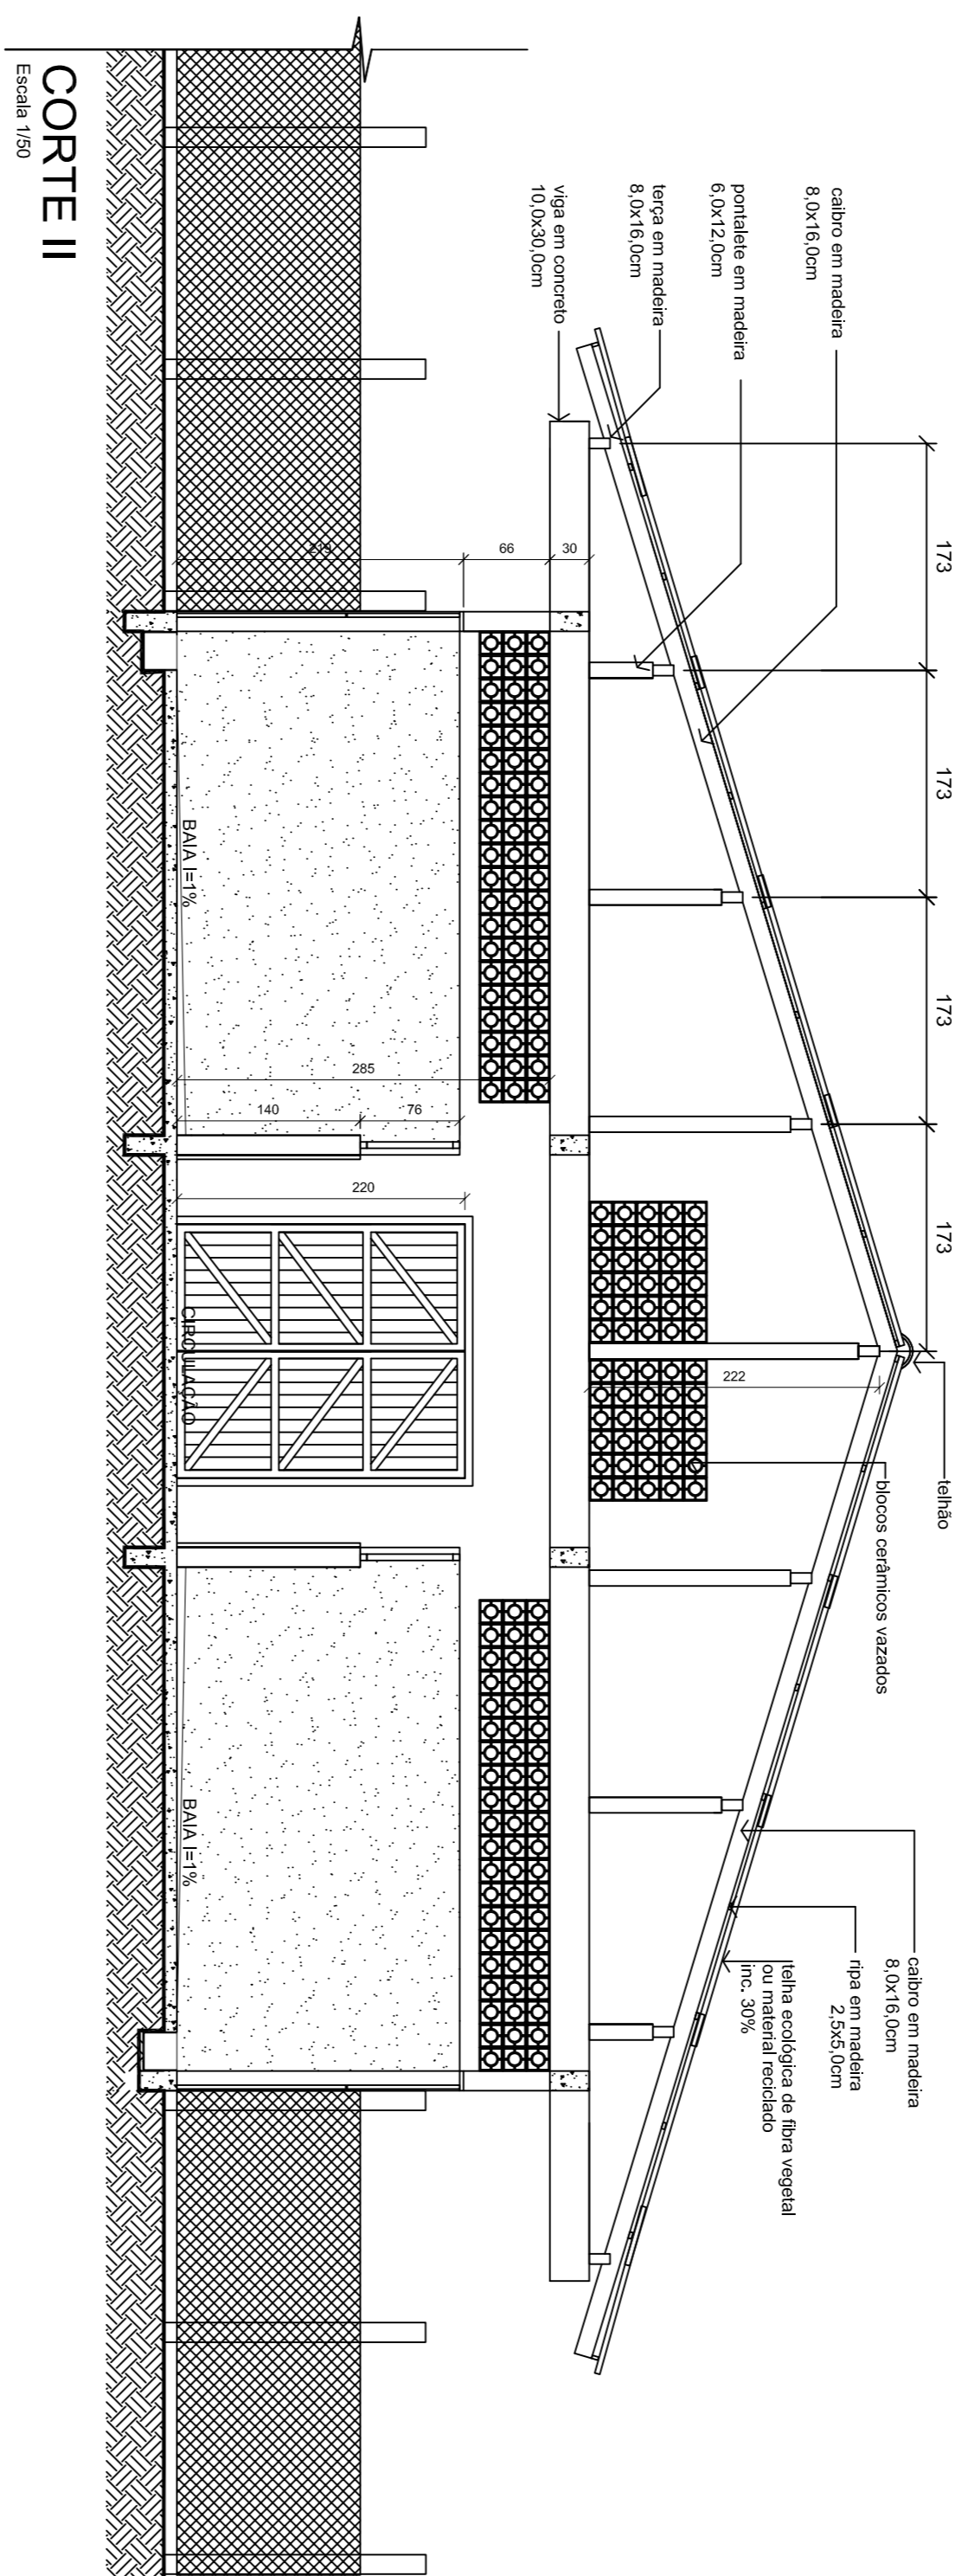 173
173
173
173
caibro em madeira
8,0x16,0cm
pontalete em madeira
6,0x12,0cm
terça em madeira
8,0x16,0cm
viga em concreto
10,0x30,0cm
telhão
blocos cerâmicos vazados
caibro em madeira
8,0x16,0cm
ripa em madeira
2,5x5,0cm
telha ecológica de fibra vegetal
ou material reciclado
inc. 30%
222
30
66
219
285
76
140
220
BAIA I=1%
CIRCULAÇÃO
BAIA I=1%
CORTE II
Escala 1/50